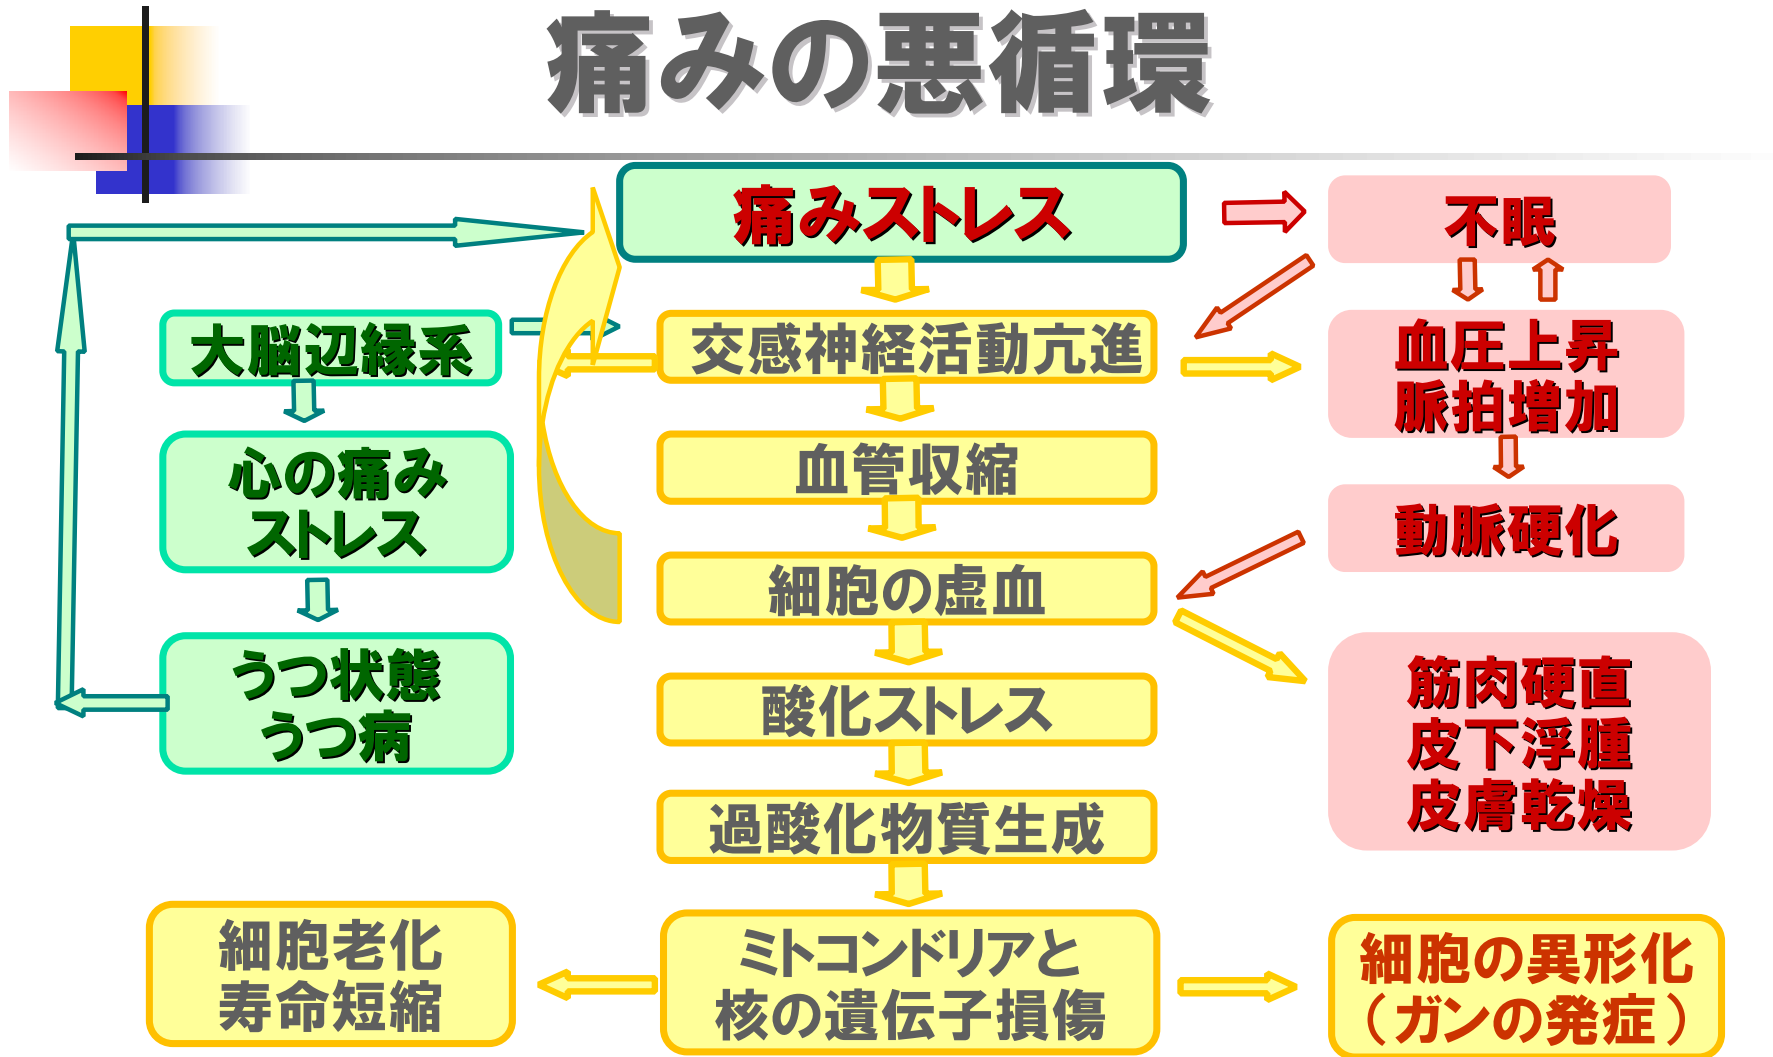 痛みの悪循環
痛みストレス
不眠
大脳辺縁系
交感神経活動亢進
血圧上昇
脈拍増加
心の痛み
ストレス
血管収縮
動脈硬化
細胞の虚血
うつ状態
うつ病
酸化ストレス
筋肉硬直
皮下浮腫
皮膚乾燥
過酸化物質生成
細胞老化
寿命短縮
ミトコンドリアと
核の遺伝子損傷
細胞の異形化
（ガンの発症）